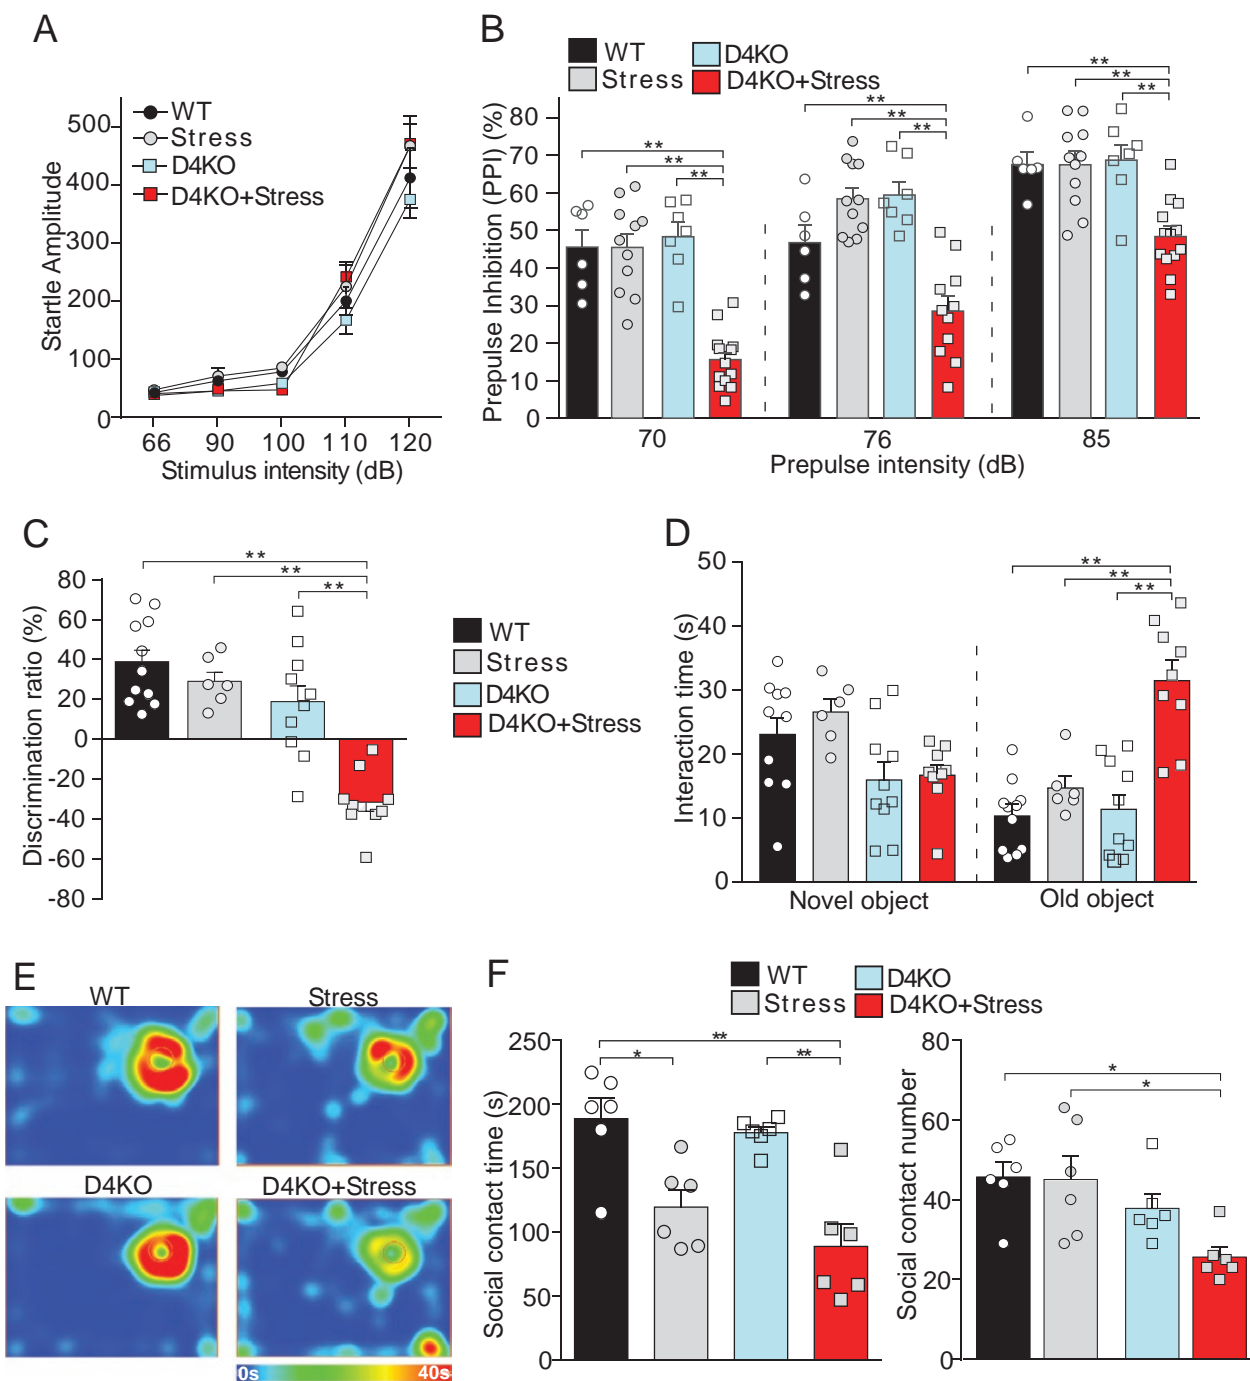 A
WT
Stress
D4KO
D4KO+Stress
Startle Amplitude
500
400
300
200
100
0
66 90 100 110 120
Stimulus intensity (dB)
B
WT
D4KO
Stress
D4KO+Stress
** ** **
** ** **
** ** **
Prepulse Inhibition (PPI) (%)
80
70
60
50
40
30
20
10
0
70 76 85
Prepulse intensity (dB)
C
**
**
**
Discrimination ratio (%)
80
60
40
20
0
-20
-40
-60
-80
WT
Stress
D4KO
D4KO+Stress
D
**
**
**
Interaction time (s)
50
40
30
20
10
0
Novel object
Old object
E
WT
Stress
D4KO
D4KO+Stress
0s
40s
F
WT
D4KO
Stress
D4KO+Stress
**
*
**
Social contact time (s)
250
200
150
100
50
0
*
*
Social contact number
80
60
40
20
0